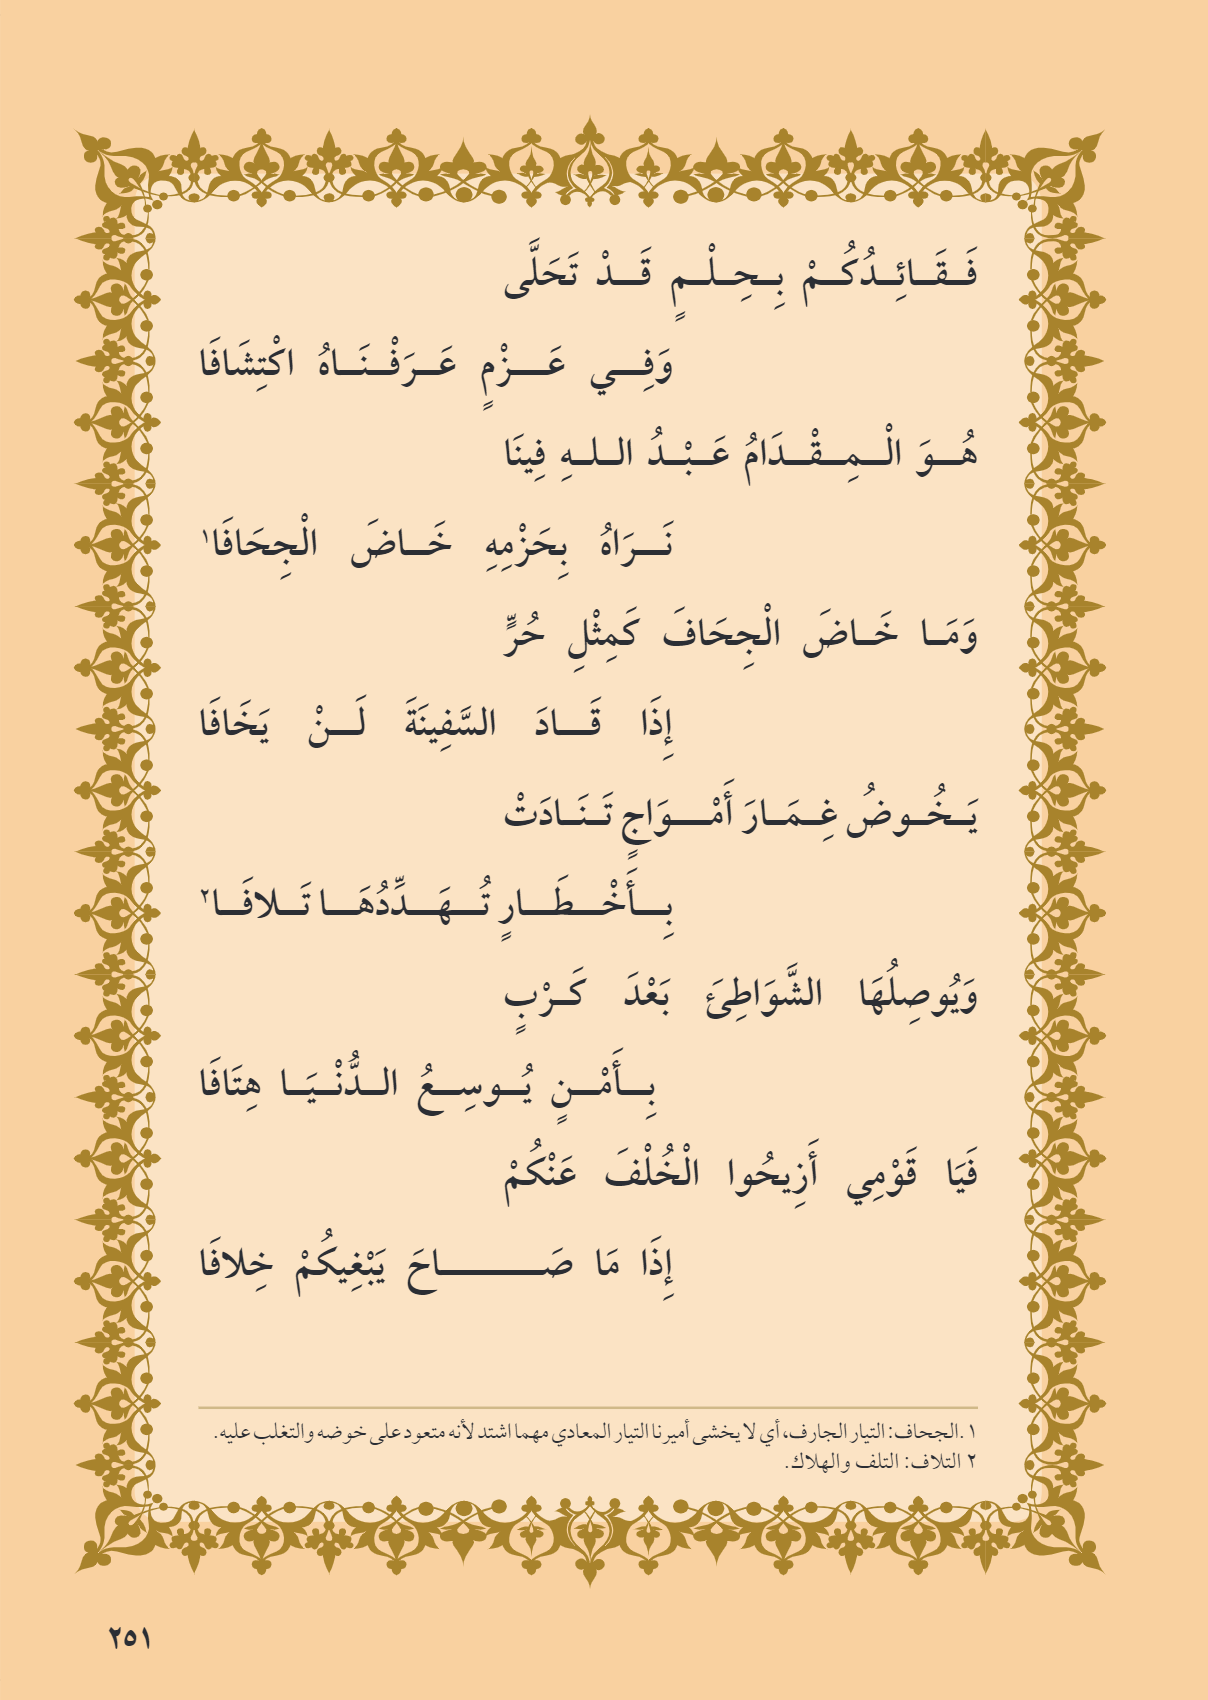 فَقَائِدُكُمْ بِحِلْمٍ قَدْ تَحَلَّى
وَفِي عَزْمٍ عَرَفْنَاهُ اكْتِشَافَا
هُوَ الْمِقْدَامُ عَبْدُ اللهِ فِينَا
نَرَاهُ بِحَزْمِهِ خَاضَ الْجِحَافَا١
وَمَا خَاضَ الْجِحَافَ كَمِثْلِ حُرٍّ
إِذَا قَادَ السَّفِينَةَ لَنْ يَخَافَا
يَخُوضُ غِمَارَ أَمْوَاجٍ تَنَادَتْ
بِأَخْطَارٍ تُهَدِّدُهَا تَلافَا٢
وَيُوصِلُهَا الشَّوَاطِئَ بَعْدَ كَرْبٍ
بِأَمْنٍ يُوسِعُ الدُّنْيَا هِتَافَا
فَيَا قَوْمِي أَزِيحُوا الْخُلْفَ عَنْكُمْ
إِذَا مَا صَاحَ يَبْغِيكُمْ خِلافَا
١ .الجحاف: التيار الجارف، أي لا يخشى أميرنا التيار المعادي مهما اشتد لأنه متعود على خوضه والتغلب عليه.
٢ التلاف: التلف والهلاك.
٢٥١